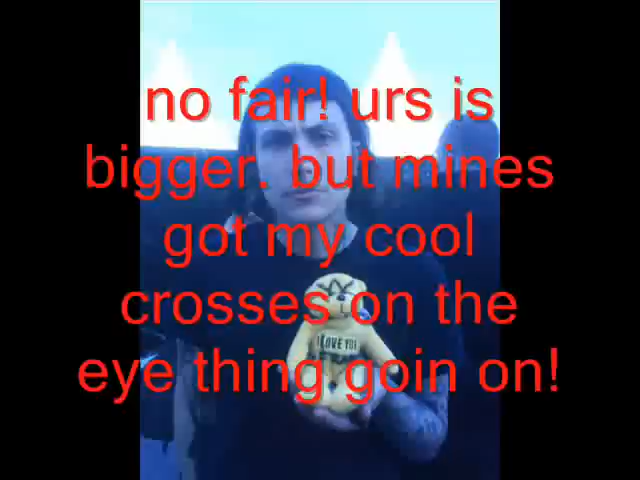 no fair! urs is
bigger. but mines
got my cool
crosses on the
eye thing goin on!
I LOVE YOU